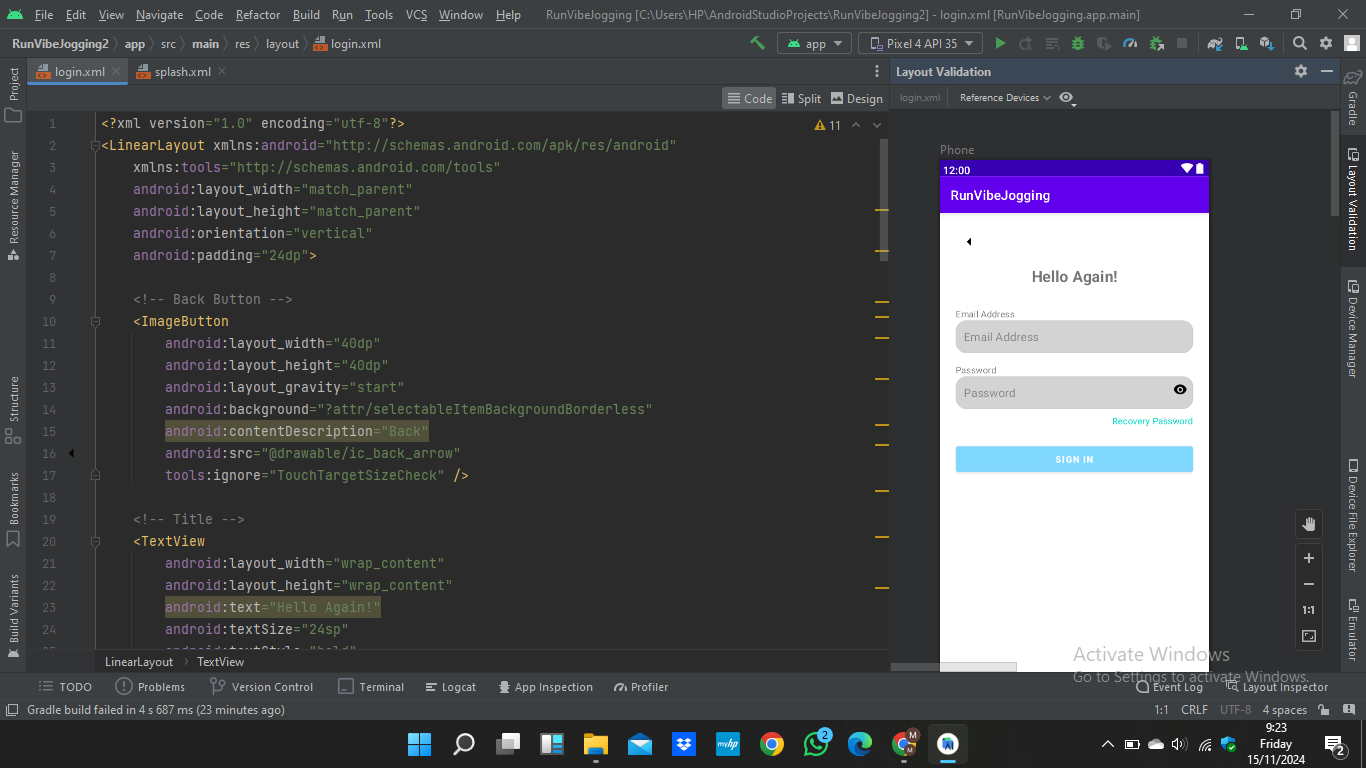 File Edit View Navigate Code Refactor Build Run Tools VCS Window Help RunVibeJogging [C:\Users\HP\AndroidStudioProjects\RunVibeJogging2] - login.xml [RunVibeJogging.app.main]
RunVibeJogging2 app src main res layout login.xml app Pixel 4 API 35
login.xml splash.xml
Code Split Design
11
1 <?xml version="1.0" encoding="utf-8"?>
2 <LinearLayout xmlns:android="http://schemas.android.com/apk/res/android"
3 xmlns:tools="http://schemas.android.com/tools"
4 android:layout_width="match_parent"
5 android:layout_height="match_parent"
6 android:orientation="vertical"
7 android:padding="24dp">
8
9 <!-- Back Button -->
10 <ImageButton
11 android:layout_width="40dp"
12 android:layout_height="40dp"
13 android:layout_gravity="start"
14 android:background="?attr/selectableItemBackgroundBorderless"
15 android:contentDescription="Back"
16 android:src="@drawable/ic_back_arrow"
17 tools:ignore="TouchTargetSizeCheck" />
18
19 <!-- Title -->
20 <TextView
21 android:layout_width="wrap_content"
22 android:layout_height="wrap_content"
23 android:text="Hello Again!"
24 android:textSize="24sp"
LinearLayout TextView
Layout Validation
login.xml Reference Devices
Phone
12:00
RunVibeJogging
Hello Again!
Email Address
Email Address
Password
Password
Recovery Password
SIGN IN
1:1
Activate Windows
Go to Settings to activate Windows.
Project
Resource Manager
Structure
Bookmarks
Build Variants
Gradle
Layout Validation
Device Manager
Device File Explorer
Emulator
TODO Problems Version Control Terminal Logcat App Inspection Profiler Event Log Layout Inspector
Gradle build failed in 4 s 687 ms (23 minutes ago) 1:1 CRLF UTF-8 4 spaces
myhp
2
M
M
AI
9:23
Friday
15/11/2024
2